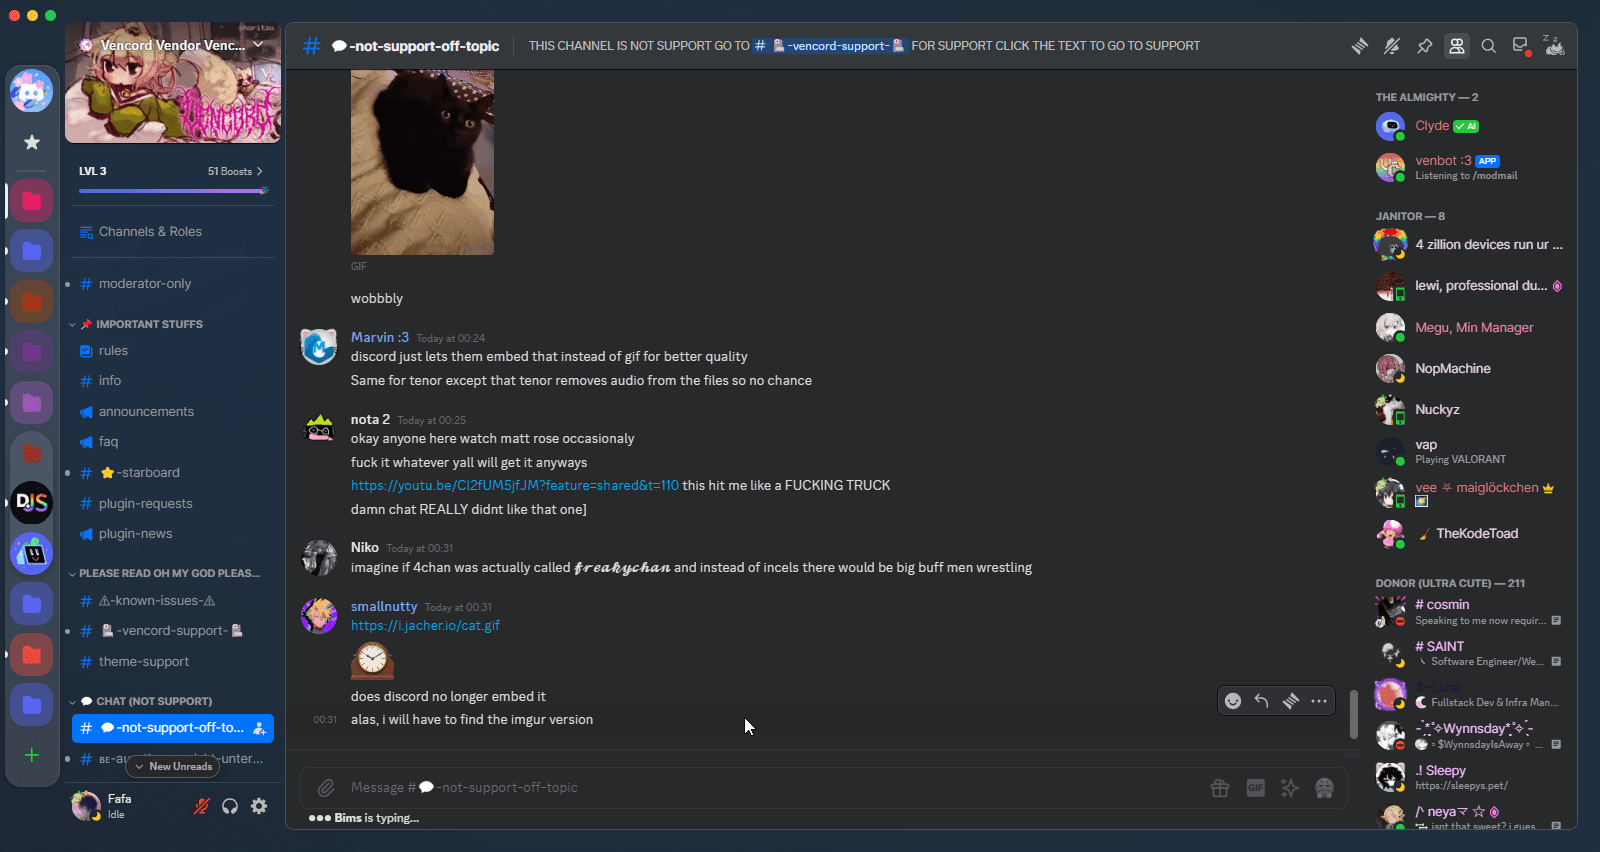 Vencord Vendor Venc...
VENCORD
LVL 3
51 Boosts
Channels & Roles
moderator-only
IMPORTANT STUFFS
rules
info
announcements
faq
⭐-starboard
plugin-requests
plugin-news
PLEASE READ OH MY GOD PLEAS...
⚠-known-issues-⚠
-vencord-support-
theme-support
💬 CHAT (NOT SUPPORT)
💬-not-support-off-to...
New Unreads
Fafa
Idle
DJS
💬-not-support-off-topic
THIS CHANNEL IS NOT SUPPORT GO TO # -vencord-support- FOR SUPPORT CLICK THE TEXT TO GO TO SUPPORT
GIF
wobbbly
Marvin :3 Today at 00:24
discord just lets them embed that instead of gif for better quality
Same for tenor except that tenor removes audio from the files so no chance
nota 2 Today at 00:25
okay anyone here watch matt rose occasionaly
fuck it whatever yall will get it anyways
https://youtu.be/Cl2fUM5jfJM?feature=shared&t=110 this hit me like a FUCKING TRUCK
damn chat REALLY didnt like that one]
Niko Today at 00:31
imagine if 4chan was actually called 𝓯𝓻𝓮𝓪𝓴𝔂𝓬𝓱𝓪𝓷 and instead of incels there would be big buff men wrestling
smallnutty Today at 00:31
https://i.jacher.io/cat.gif
does discord no longer embed it
00:31 alas, i will have to find the imgur version
Message #💬-not-support-off-topic
GIF
Bims is typing...
THE ALMIGHTY — 2
Clyde ✓ AI
venbot :3 APP
Listening to /modmail
JANITOR — 8
4 zillion devices run ur ...
lewi, professional du...
Megu, Min Manager
NopMachine
Nuckyz
vap
Playing VALORANT
vee ⛧ maiglöckchen
TheKodeToad
DONOR (ULTRA CUTE) — 211
# cosmin
Speaking to me now requir...
# SAINT
Software Engineer/We...
$~Luna
Fullstack Dev & Infra Man...
Wynnsday
$WynnsdayIsAway
.! Sleepy
https://sleepys.pet/
neyaマ ☆
isnt that sweet? i gues